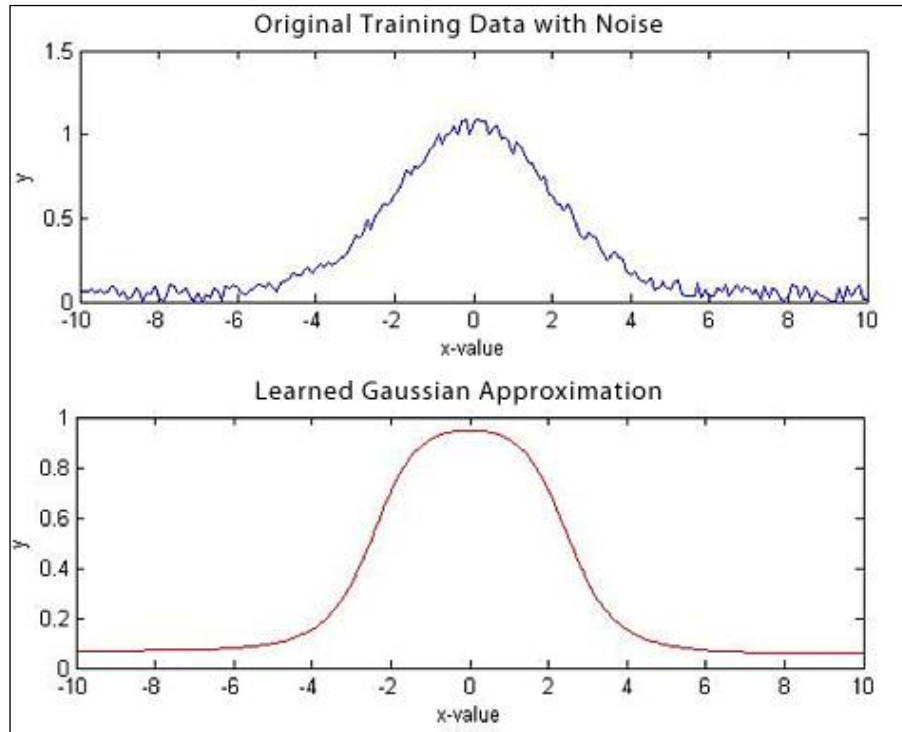 Original Training Data with Noise
1.5
1
0.5
0
y
-10 -8 -6 -4 -2 0 2 4 6 8 10
x-value
Learned Gaussian Approximation
1
0.8
0.6
0.4
0.2
0
y
-10 -8 -6 -4 -2 0 2 4 6 8 10
x-value